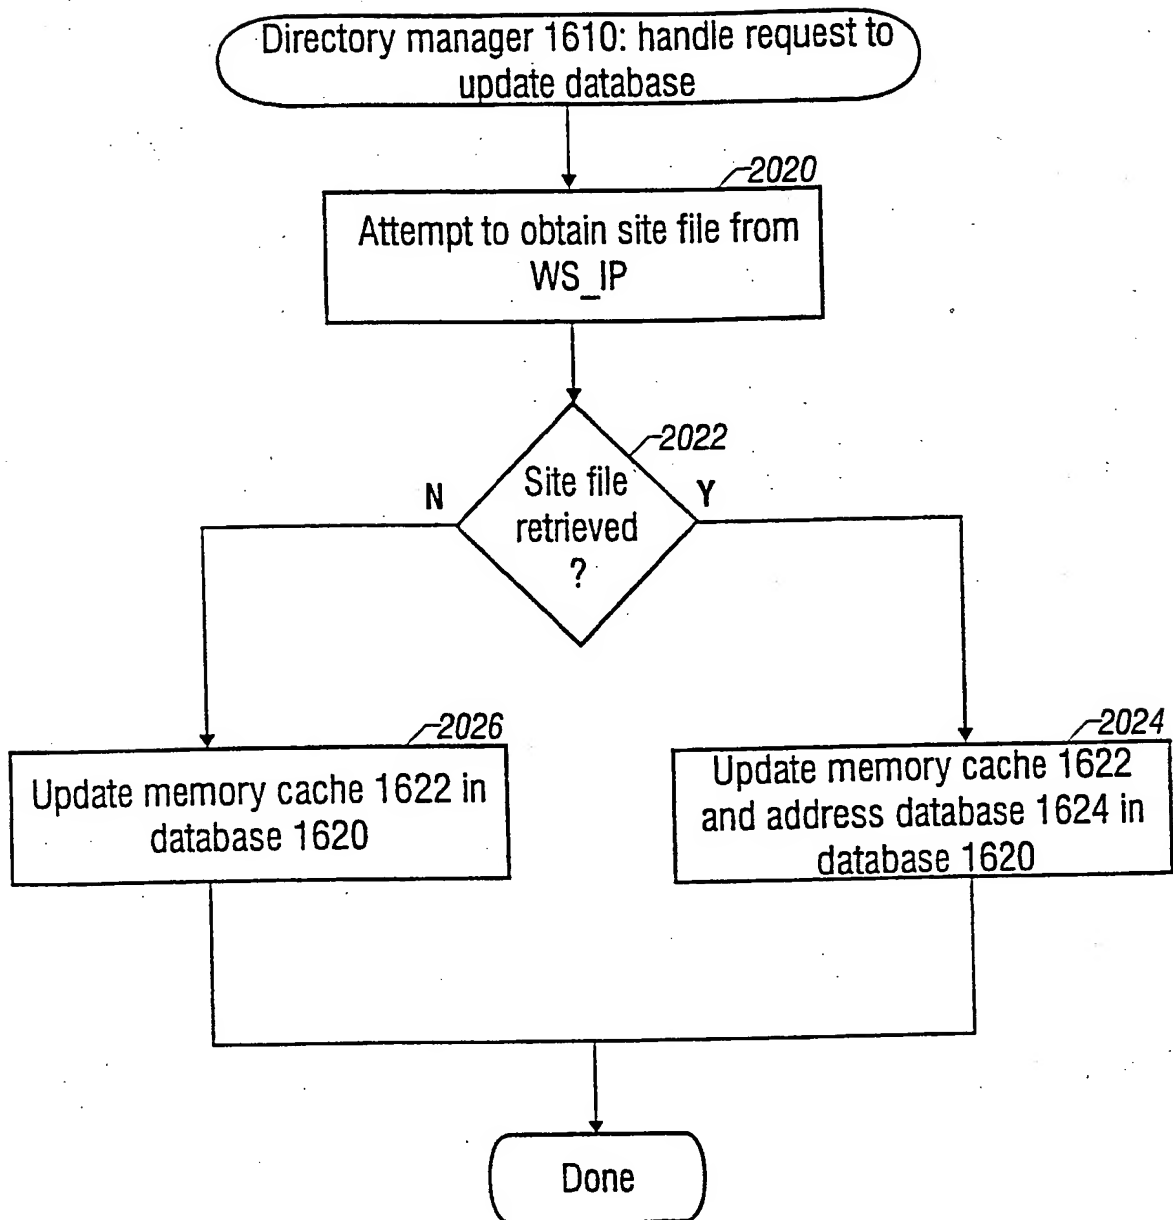 Directory manager 1610: handle request to
update database
2020
Attempt to obtain site file from
WS_IP
2022
Site file
retrieved
?
N
Y
2026
Update memory cache 1622 in
database 1620
2024
Update memory cache 1622
and address database 1624 in
database 1620
Done